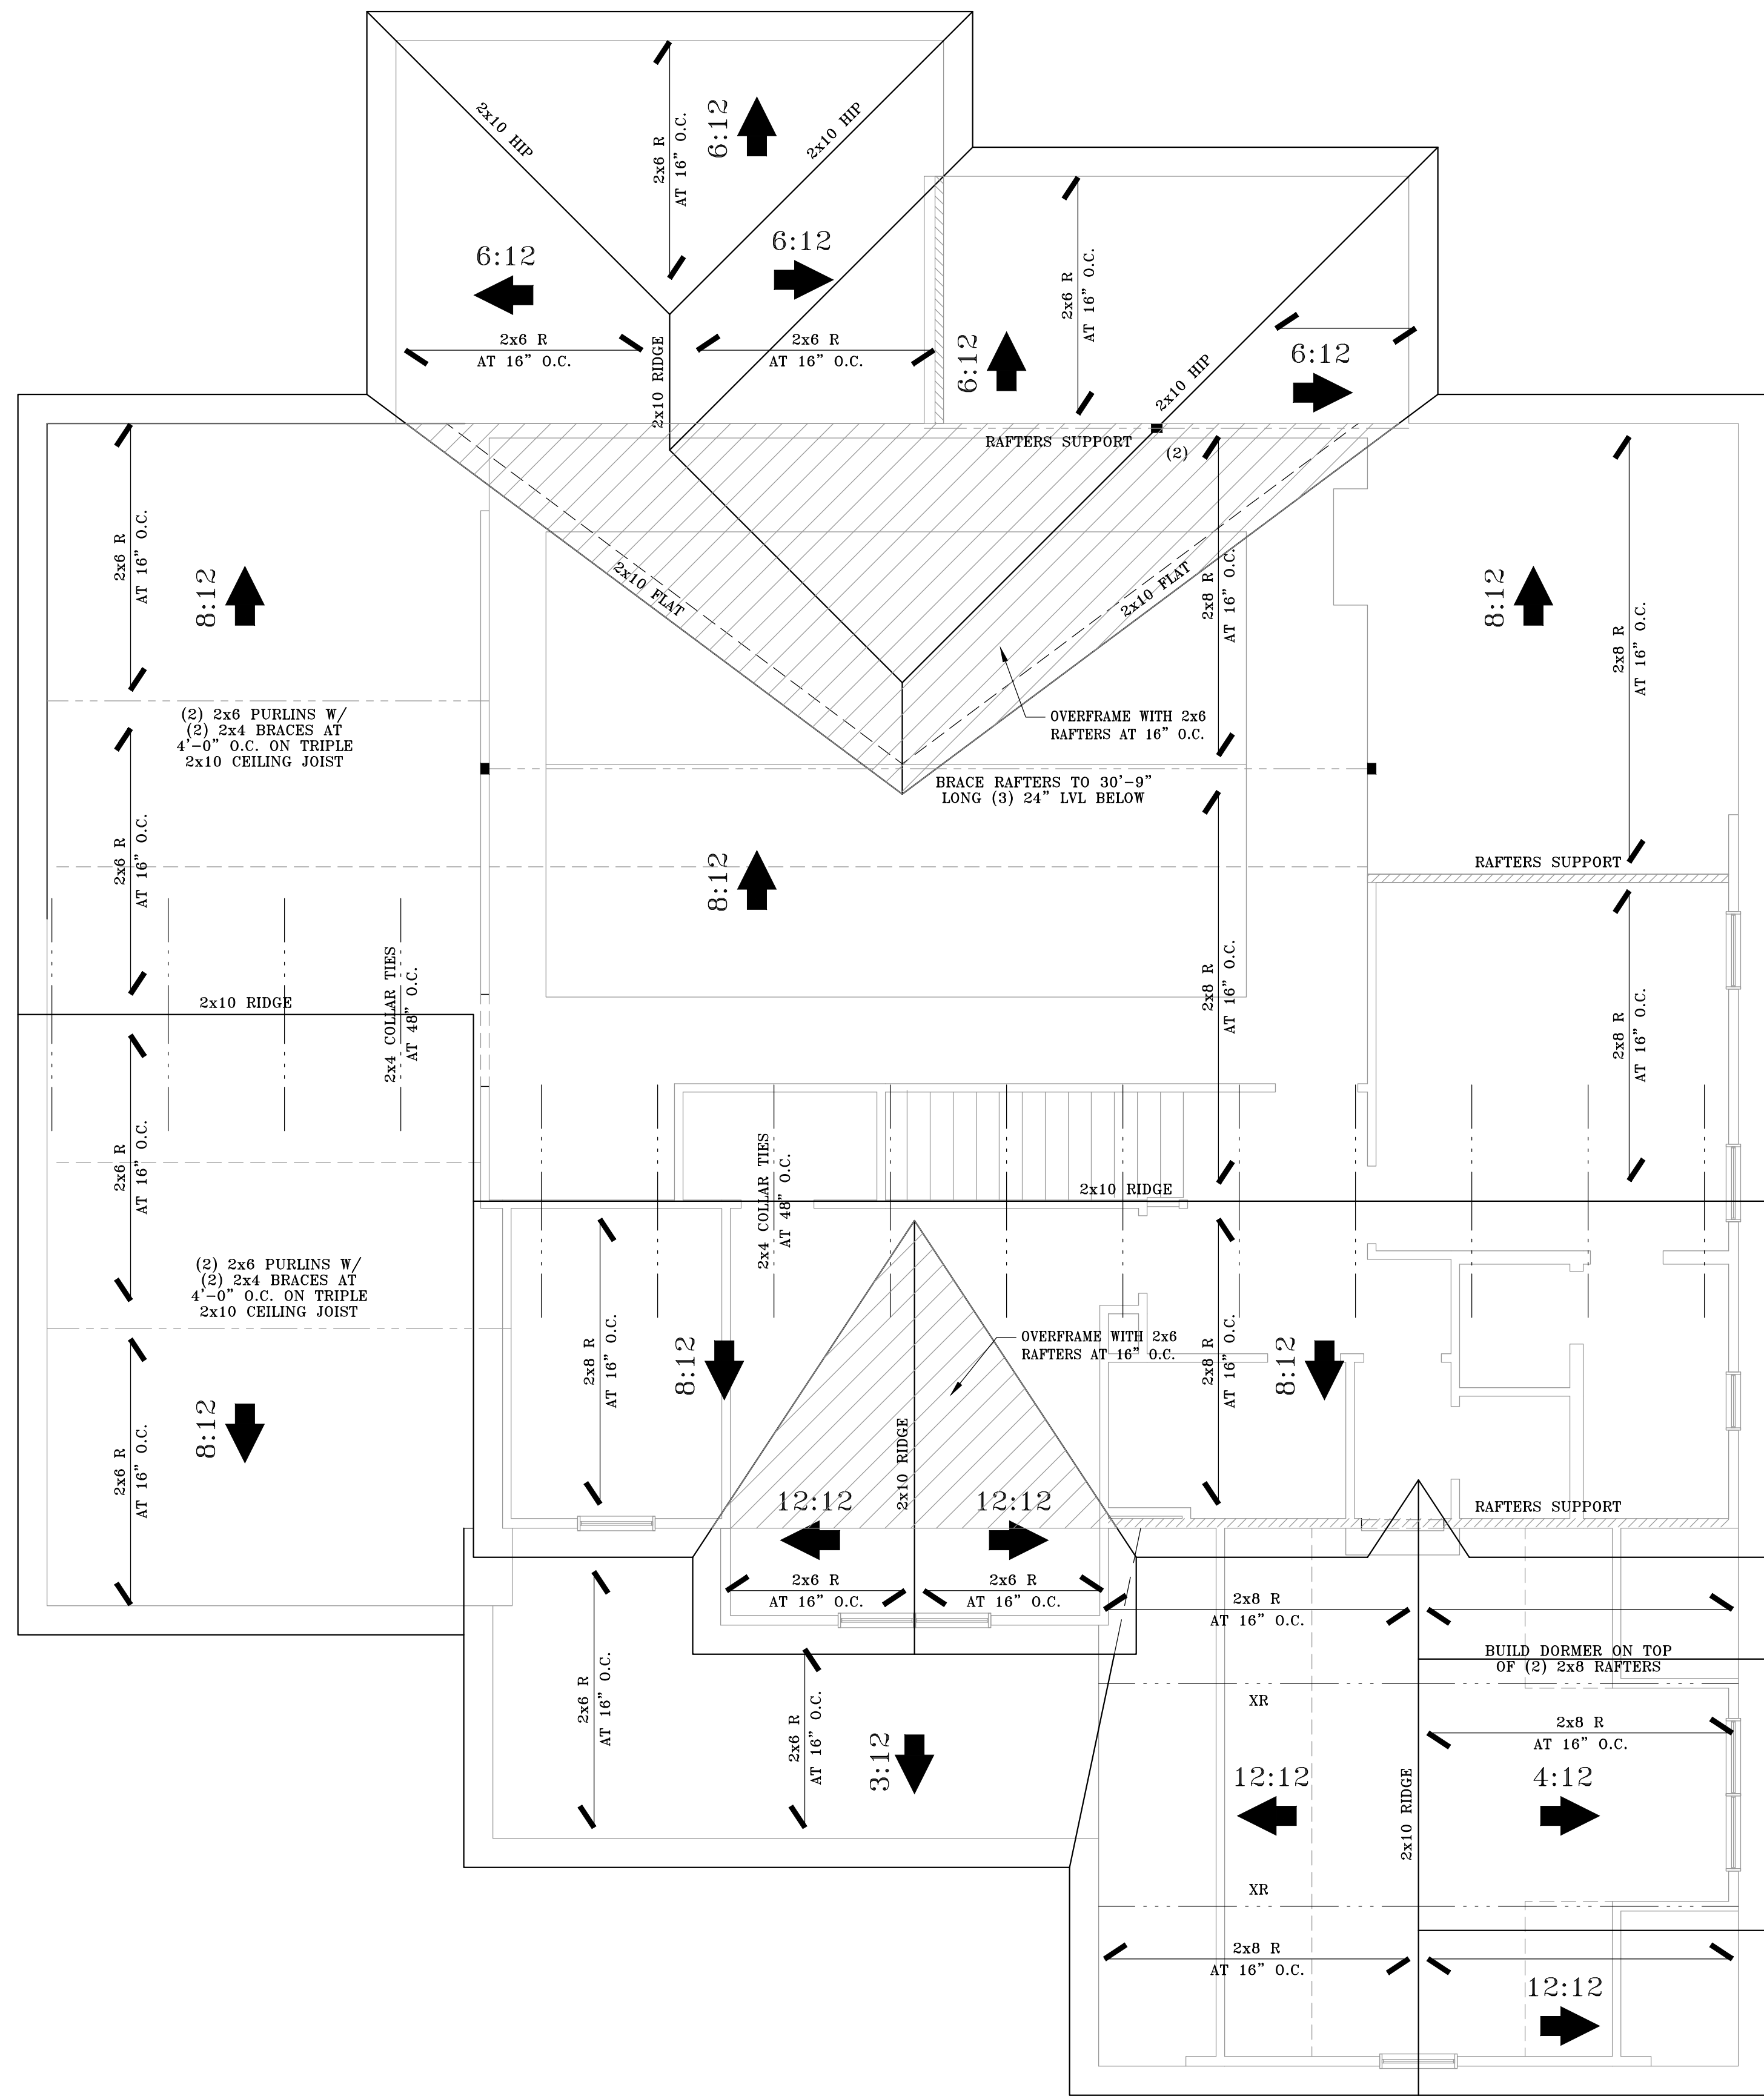 2x10 HIP
2x6 R
AT 16" O.C.
6:12
2x10 HIP
6:12
6:12
2x6 R
AT 16" O.C.
2x10 RIDGE
2x6 R
AT 16" O.C.
6:12
2x6 R
AT 16" O.C.
2x10 HIP
6:12
RAFTERS SUPPORT
(2)
2x6 R
AT 16" O.C.
8:12
2x10 FLAT
2x10 FLAT
2x8 R
AT 16" O.C.
8:12
2x8 R
AT 16" O.C.
(2) 2x6 PURLINS W/
(2) 2x4 BRACES AT
4'-0" O.C. ON TRIPLE
2x10 CEILING JOIST
OVERFRAME WITH 2x6
RAFTERS AT 16" O.C.
BRACE RAFTERS TO 30'-9"
LONG (3) 24" LVL BELOW
2x6 R
AT 16" O.C.
8:12
RAFTERS SUPPORT
2x10 RIDGE
2x4 COLLAR TIES
AT 48" O.C.
2x8 R
AT 16" O.C.
2x8 R
AT 16" O.C.
2x6 R
AT 16" O.C.
2x4 COLLAR TIES
AT 48" O.C.
2x10 RIDGE
(2) 2x6 PURLINS W/
(2) 2x4 BRACES AT
4'-0" O.C. ON TRIPLE
2x10 CEILING JOIST
2x8 R
AT 16" O.C.
8:12
OVERFRAME WITH 2x6
RAFTERS AT 16" O.C.
2x8 R
AT 16" O.C.
8:12
2x6 R
AT 16" O.C.
8:12
2x10 RIDGE
12:12
12:12
RAFTERS SUPPORT
2x6 R
AT 16" O.C.
2x6 R
AT 16" O.C.
2x8 R
AT 16" O.C.
BUILD DORMER ON TOP
OF (2) 2x8 RAFTERS
2x6 R
AT 16" O.C.
2x6 R
AT 16" O.C.
3:12
XR
2x8 R
AT 16" O.C.
12:12
2x10 RIDGE
4:12
XR
2x8 R
AT 16" O.C.
12:12